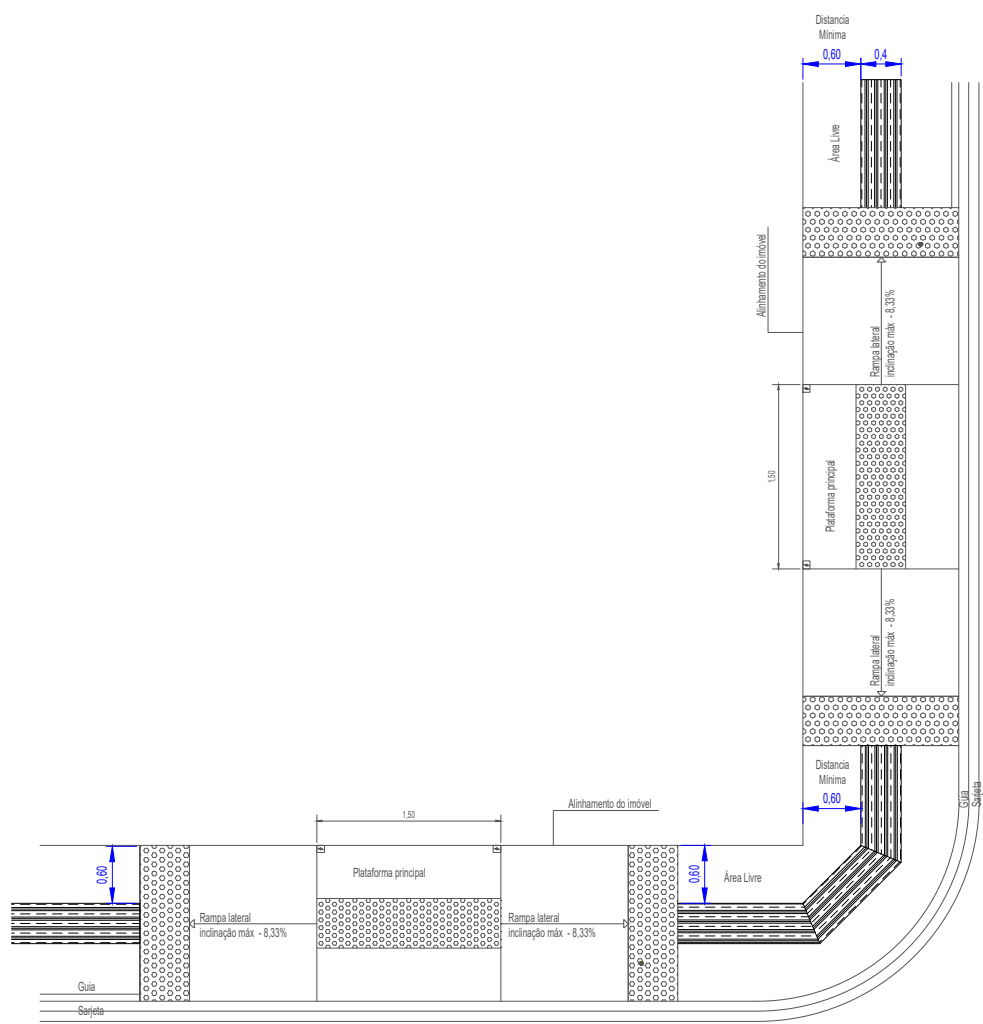 Distancia
Mínima
0,60
0,4
Área Livre
Alinhamento do imóvel
Rampa lateral
inclinação máx - 8,33%
1,50
Plataforma principal
Rampa lateral
inclinação máx - 8,33%
Distancia
Mínima
0,60
Guia
Sarjeta
Alinhamento do imóvel
1,50
0,60
Plataforma principal
0,60
Área Livre
Rampa lateral
inclinação máx - 8,33%
Rampa lateral
inclinação máx - 8,33%
Guia
Sarjeta